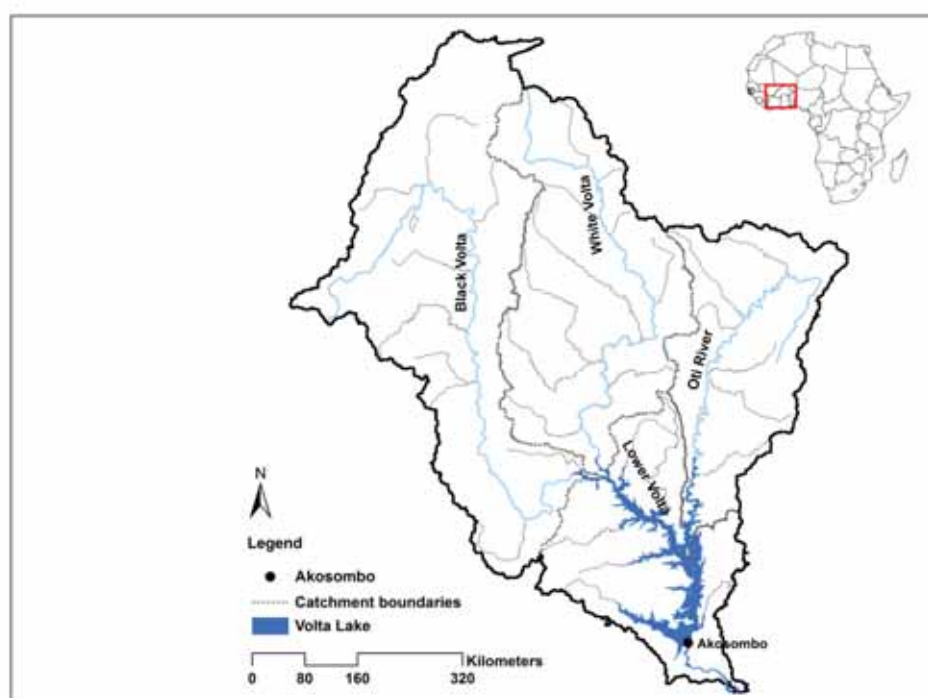 White Volta
Black Volta
Oti River
Lower Volta
N
Legend
Akosombo
Catchment boundaries
Volta Lake
Kilometers
0 80 160 320
Akosombo